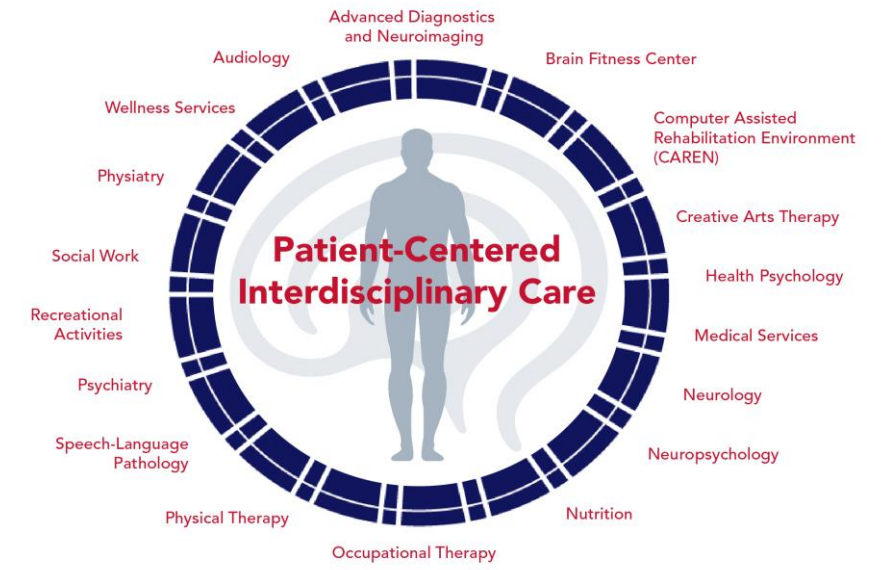 Advanced Diagnostics
and Neuroimaging
Brain Fitness Center
Computer Assisted
Rehabilitation Environment
(CAREN)
Creative Arts Therapy
Health Psychology
Medical Services
Neurology
Neuropsychology
Nutrition
Occupational Therapy
Physical Therapy
Speech-Language
Pathology
Psychiatry
Recreational
Activities
Social Work
Physiatry
Wellness Services
Audiology
Patient-Centered
Interdisciplinary Care